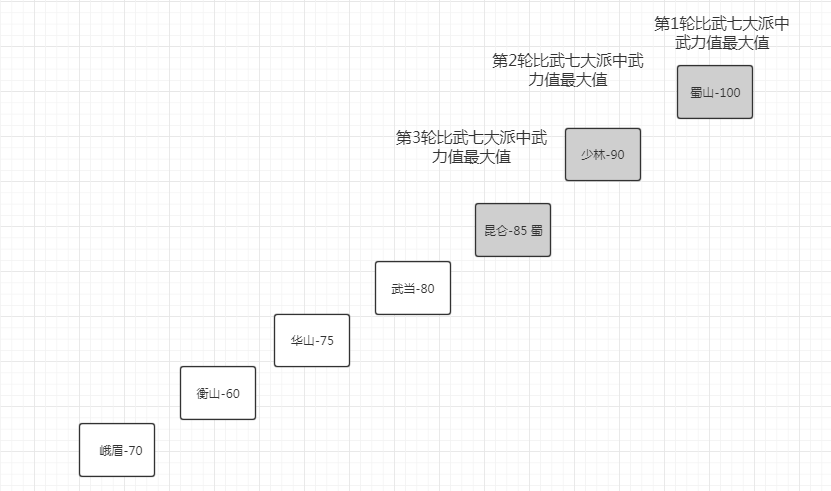 第1轮比武七大派中
武力值最大值
第2轮比武七大派中武
力值最大值
蜀山-100
第3轮比武七大派中武
力值最大值
少林-90
昆仑-85 蜀
武当-80
华山-75
衡山-60
峨眉-70